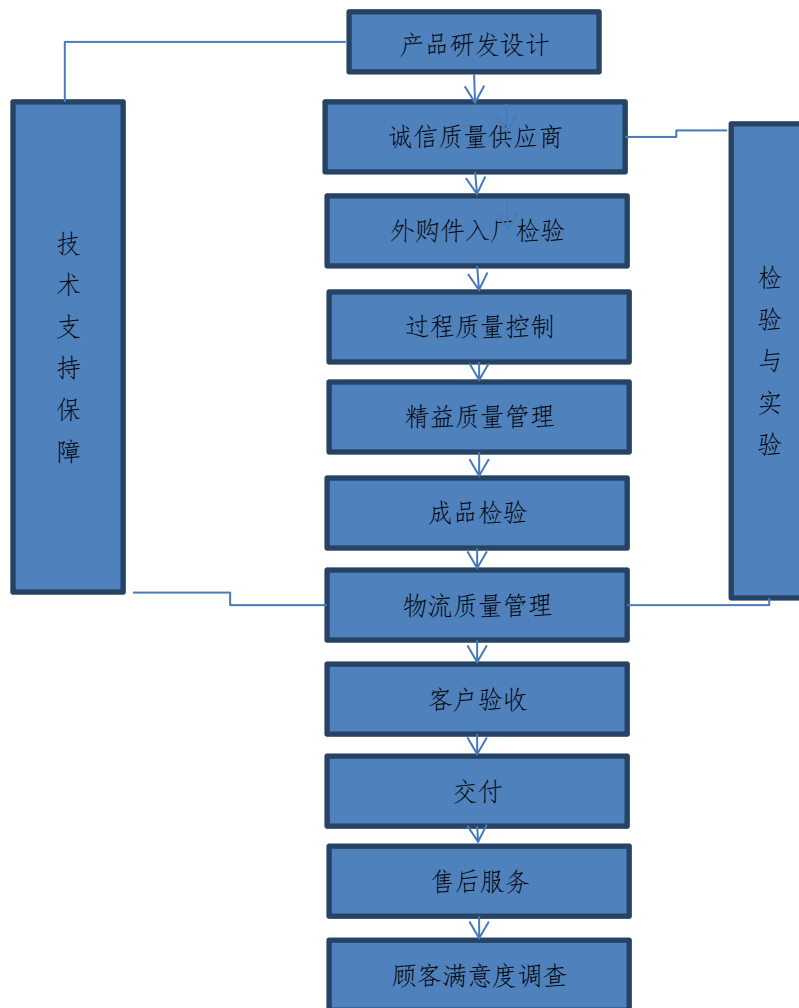 产品研发设计
诚信质量供应商
外购件入厂检验
过程质量控制
精益质量管理
成品检验
物流质量管理
客户验收
交付
售后服务
顾客满意度调查
技术支持保障
检验与实验